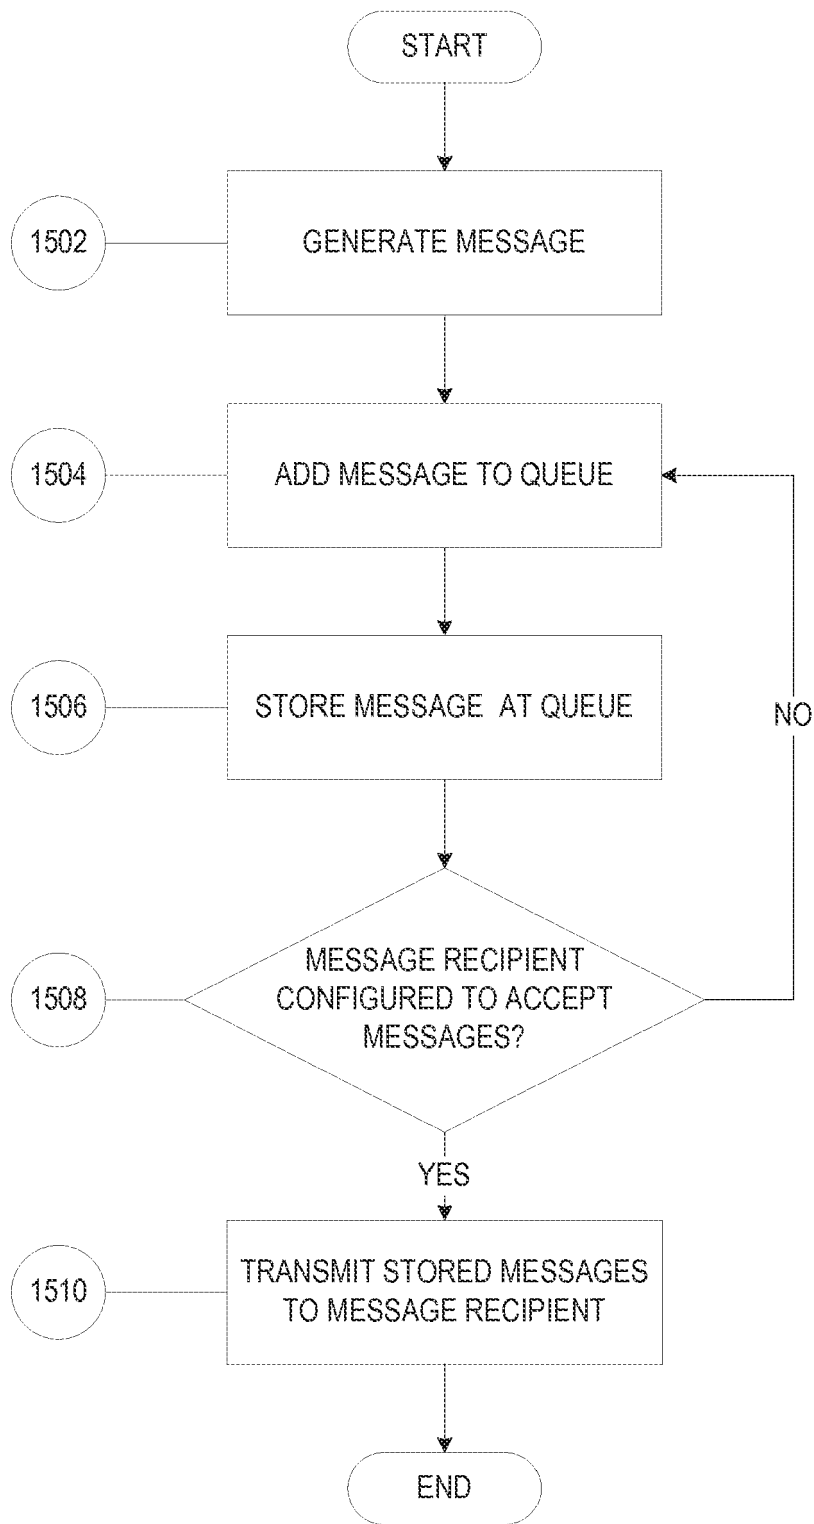 START
1502
GENERATE MESSAGE
1504
ADD MESSAGE TO QUEUE
1506
STORE MESSAGE AT QUEUE
NO
1508
MESSAGE RECIPIENT
CONFIGURED TO ACCEPT
MESSAGES?
YES
1510
TRANSMIT STORED MESSAGES
TO MESSAGE RECIPIENT
END